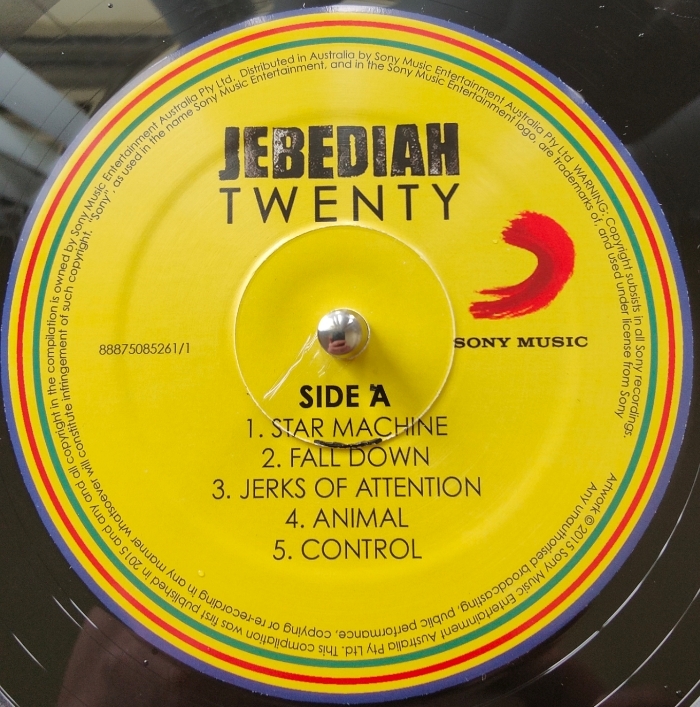 JEBEDIAH
TWENTY
SONY MUSIC
88875085261/1
SIDE A
1. STAR MACHINE
2. FALL DOWN
3. JERKS OF ATTENTION
4. ANIMAL
5. CONTROL
Artwork © 2015 Sony Music Entertainment Australia Pty Ltd. This compilation was first published in 2015 and any and all copyright in the compilation is owned by Sony Music Entertainment Australia Pty Ltd. Distributed in Australia by Sony Music Entertainment Australia Pty Ltd WARNING: Copyright subsists in all Sony recordings.
Any unauthorised broadcasting, public performance, copying or re-recording in any manner whatsoever will constitute infringement of such copyright. "Sony", as used in the name Sony Music Entertainment, and in the Sony Music Entertainment logo, are trademarks of, and used under license from Sony